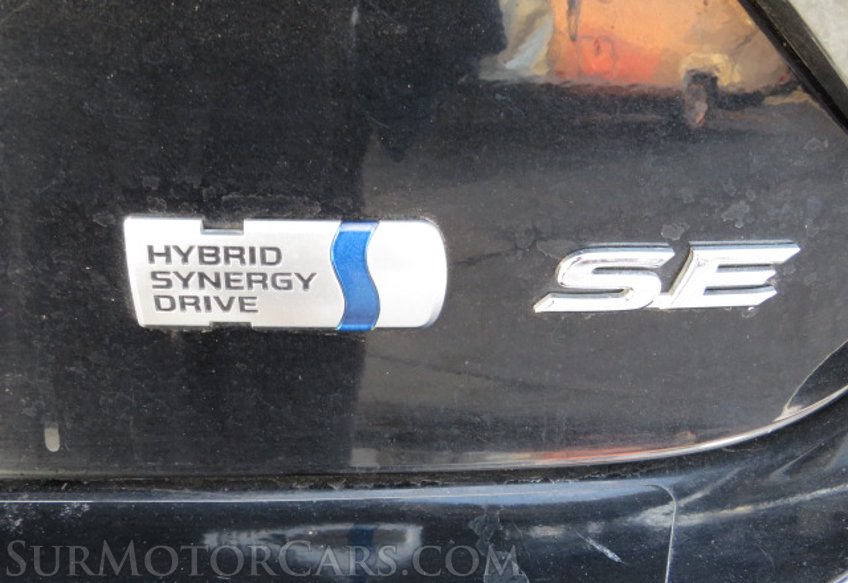 HYBRID
SYNERGY
DRIVE
SE
SURMOTORCARS.COM